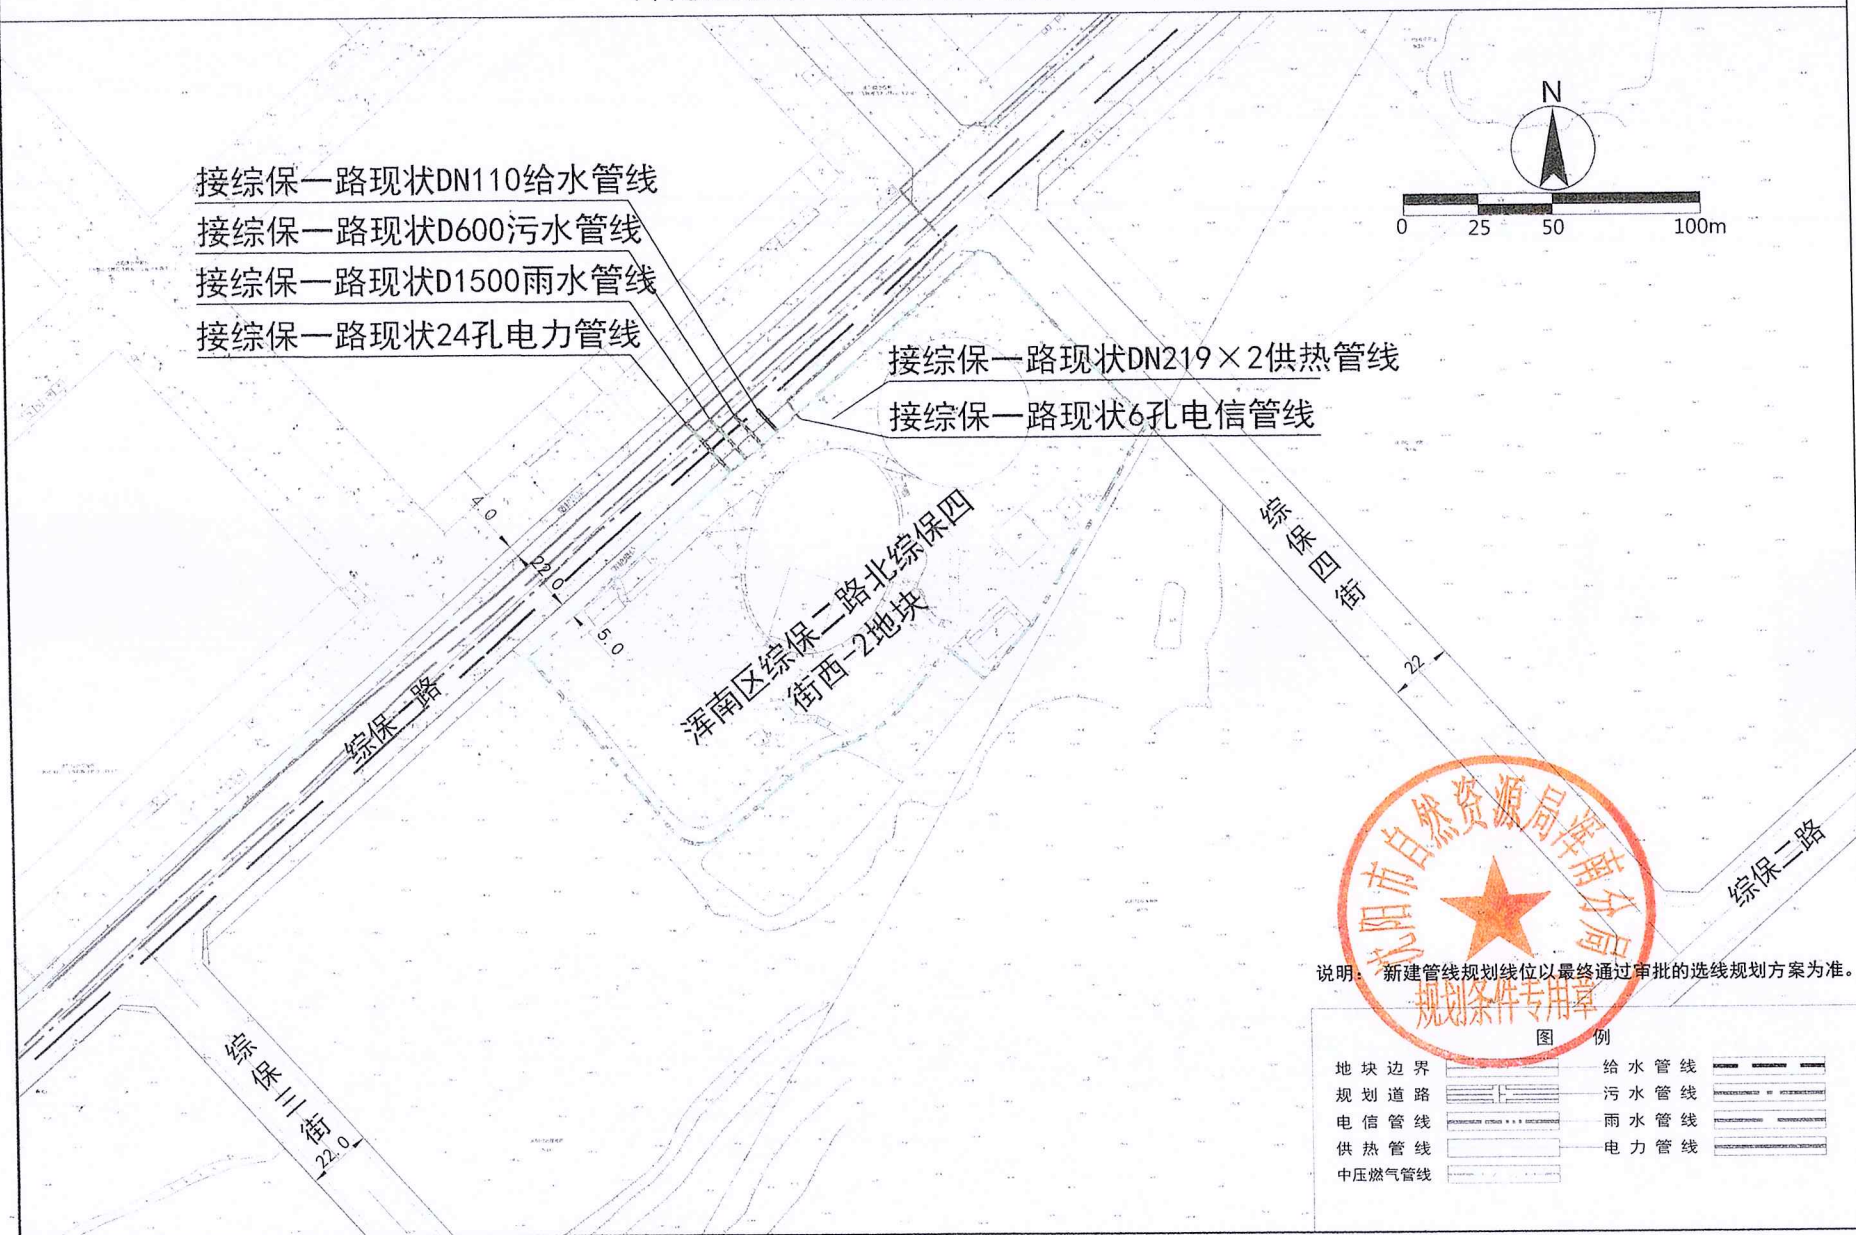 接综保一路现状DN110给水管线
接综保一路现状D600污水管线
接综保一路现状D1500雨水管线
接综保一路现状24孔电力管线
接综保一路现状DN219×2供热管线
接综保一路现状6孔电信管线
N
0 25 50 100m
4.0
22.0
5.0
综保一路
浑南区综保二路北综保四
街西-2地块
综保四街
22
综保二路
综保三街
22.0
沈阳市自然资源局浑南分局
规划条件专用章
说明：新建管线规划线位以最终通过审批的选线规划方案为准。
图例
地块边界
给水管线
规划道路
污水管线
电信管线
雨水管线
供热管线
电力管线
中压燃气管线